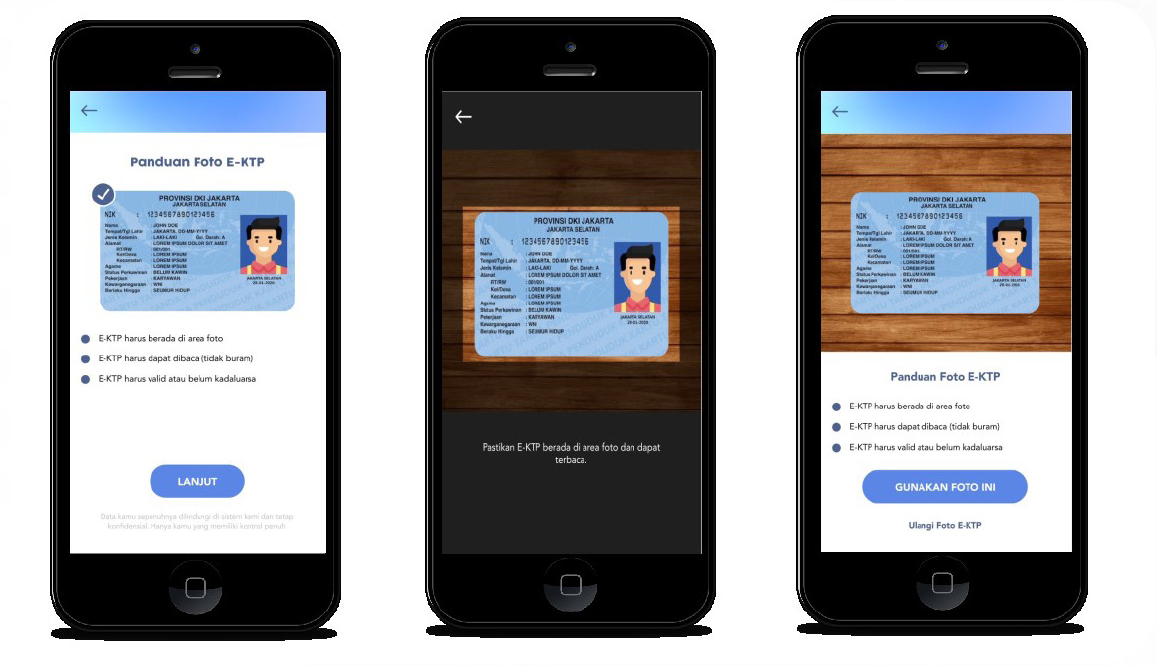 Panduan Foto E-KTP
PROVINSI DKI JAKARTA
JAKARTA SELATAN
NIK : 1234567890123456
Nama : JOHN DOE
Tempat/Tgl Lahir : JAKARTA, DD-MM-YYYY
Jenis Kelamin : LAKI-LAKI Gol. Darah: A
Alamat : LOREM IPSUM DOLOR SIT AMET
RT/RW : 001/001
Kel/Desa : LOREM IPSUM
Kecamatan : LOREM IPSUM
Agama : LOREM IPSUM
Status Perkawinan : BELUM KAWIN
Pekerjaan : KARYAWAN
Kewarganegaraan : WNI
Berlaku Hingga : SEUMUR HIDUP
JAKARTA SELATAN
E-KTP harus berada di area foto
E-KTP harus dapat dibaca (tidak buram)
E-KTP harus valid atau belum kadaluarsa
LANJUT
Data kamu sepenuhnya dilindungi di sistem kami dan tetap
konfidensial. Hanya kamu yang memiliki kontrol penuh
PROVINSI DKI JAKARTA
JAKARTA SELATAN
NIK : 1234567890123456
Nama : JOHN DOE
Tempat/Tgl Lahir : JAKARTA, DD-MM-YYYY
Jenis Kelamin : LAKI-LAKI Gol. Darah: A
Alamat : LOREM IPSUM DOLOR SIT AMET
RT/RW : 001/001
Kel/Desa : LOREM IPSUM
Kecamatan : LOREM IPSUM
Agama : LOREM IPSUM
Status Perkawinan : BELUM KAWIN
Pekerjaan : KARYAWAN
Kewarganegaraan : WNI
Berlaku Hingga : SEUMUR HIDUP
JAKARTA SELATAN
Pastikan E-KTP berada di area foto dan dapat
terbaca.
PROVINSI DKI JAKARTA
JAKARTA SELATAN
NIK : 1234567890123456
Nama : JOHN DOE
Tempat/Tgl Lahir : JAKARTA, DD-MM-YYYY
Jenis Kelamin : LAKI-LAKI Gol. Darah: A
Alamat : LOREM IPSUM DOLOR SIT AMET
RT/RW : 001/001
Kel/Desa : LOREM IPSUM
Kecamatan : LOREM IPSUM
Agama : LOREM IPSUM
Status Perkawinan : BELUM KAWIN
Pekerjaan : KARYAWAN
Kewarganegaraan : WNI
Berlaku Hingga : SEUMUR HIDUP
JAKARTA SELATAN
Panduan Foto E-KTP
E-KTP harus berada di area foto
E-KTP harus dapat dibaca (tidak buram)
E-KTP harus valid atau belum kadaluarsa
GUNAKAN FOTO INI
Ulangi Foto E-KTP